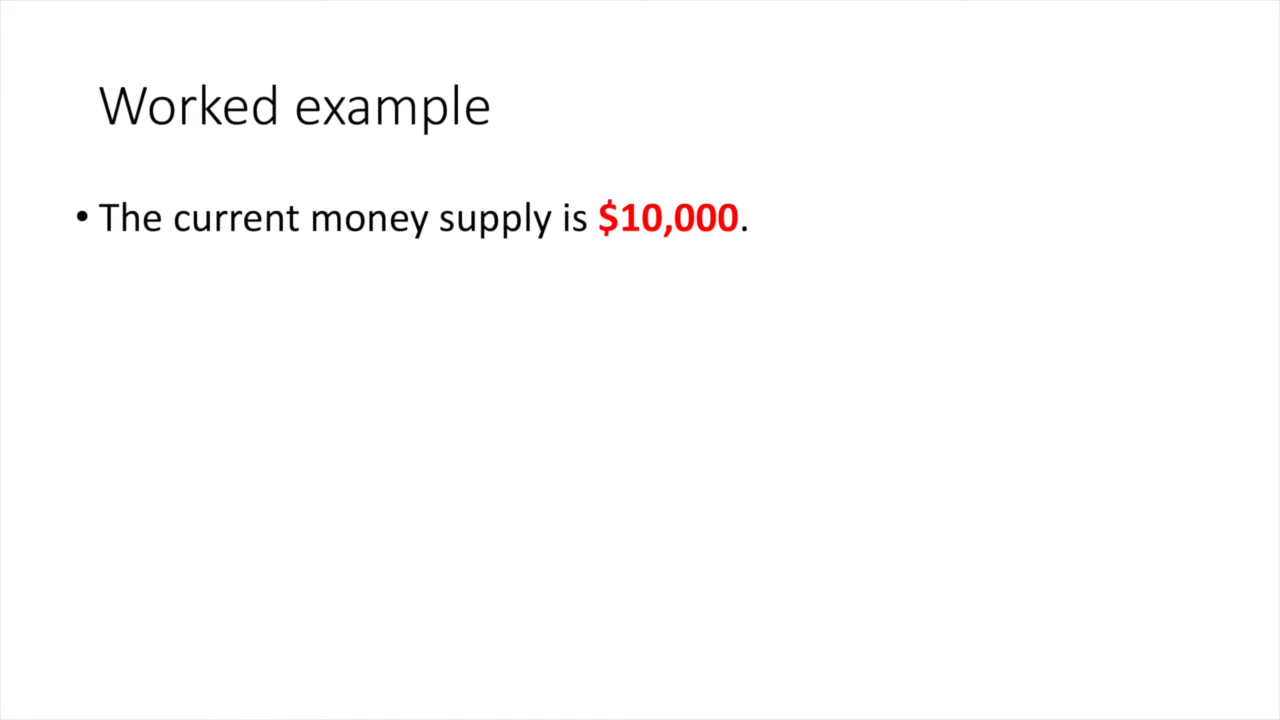 Worked example
• The current money supply is $10,000.